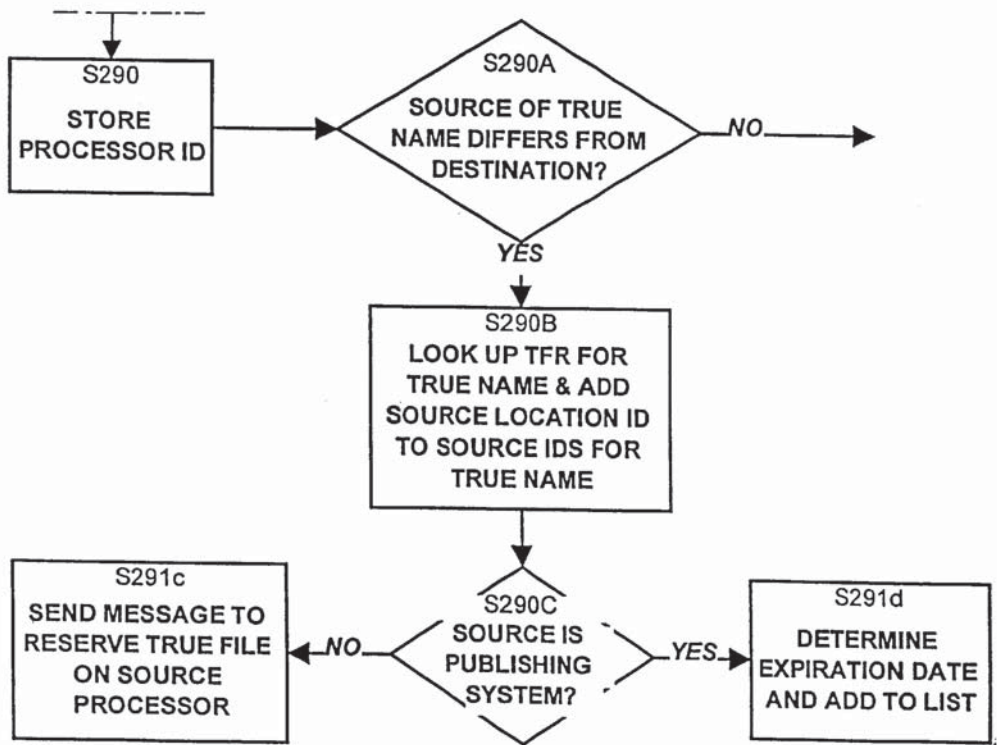 S290
STORE
PROCESSOR ID
S290A
SOURCE OF TRUE
NAME DIFFERS FROM
DESTINATION?
NO
YES
S290B
LOOK UP TFR FOR
TRUE NAME & ADD
SOURCE LOCATION ID
TO SOURCE IDS FOR
TRUE NAME
S291c
SEND MESSAGE TO
RESERVE TRUE FILE
ON SOURCE
PROCESSOR
NO
S290C
SOURCE IS
PUBLISHING
SYSTEM?
YES
S291d
DETERMINE
EXPIRATION DATE
AND ADD TO LIST